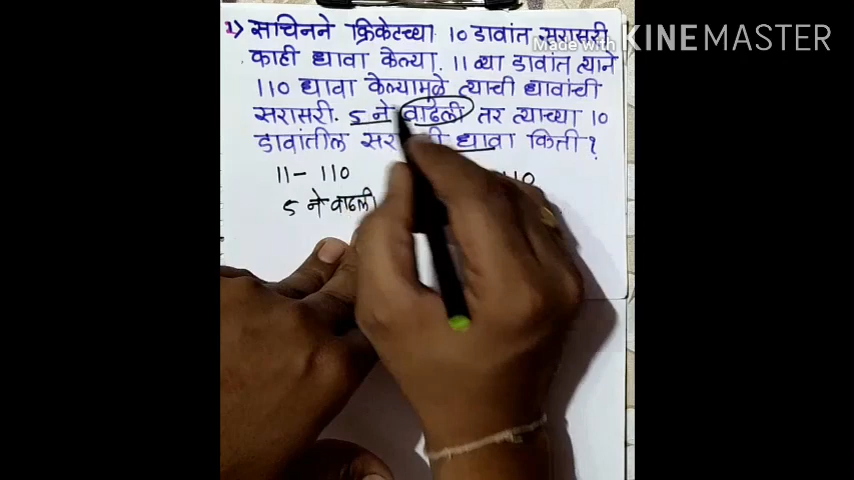 1) सचिनने क्रिकेटच्या 10 डावांत सरासरी
काही धावा केल्या. 11 व्या डावांत त्याने
110 धावा केल्यामुळे त्याची धावांची
सरासरी. 5 ने वाढली तर त्याच्या 10
डावांतील धावा किती?
11- 110
5 ने वाढली
Made with KINEMASTER